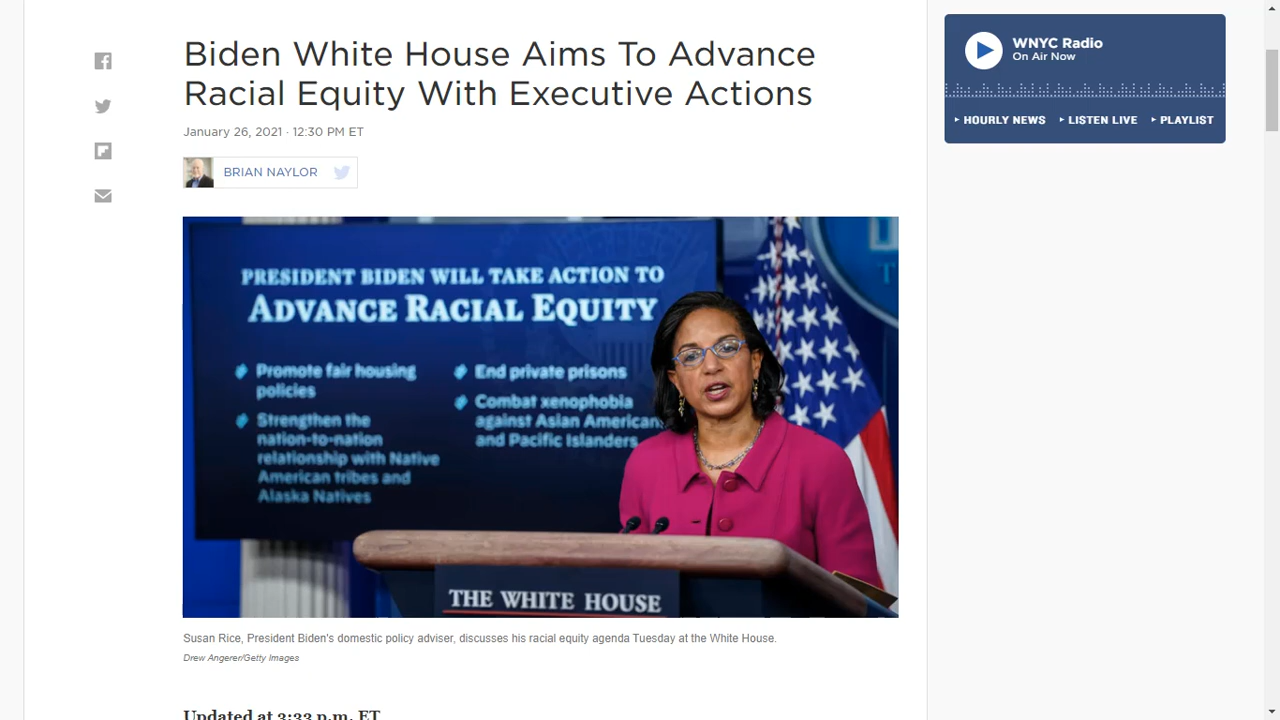 Biden White House Aims To Advance
Racial Equity With Executive Actions
January 26, 2021 · 12:30 PM ET
BRIAN NAYLOR
PRESIDENT BIDEN WILL TAKE ACTION TO
ADVANCE RACIAL EQUITY
Promote fair housing
policies
Strengthen the
nation-to-nation
relationship with Native
American tribes and
Alaska Natives
End private prisons
Combat xenophobia
against Asian American
and Pacific Islanders
THE WHITE HOUSE
Susan Rice, President Biden's domestic policy adviser, discusses his racial equity agenda Tuesday at the White House.
Drew Angerer/Getty Images
Updated at 3:33 p.m. ET
WNYC Radio
On Air Now
HOURLY NEWS
LISTEN LIVE
PLAYLIST